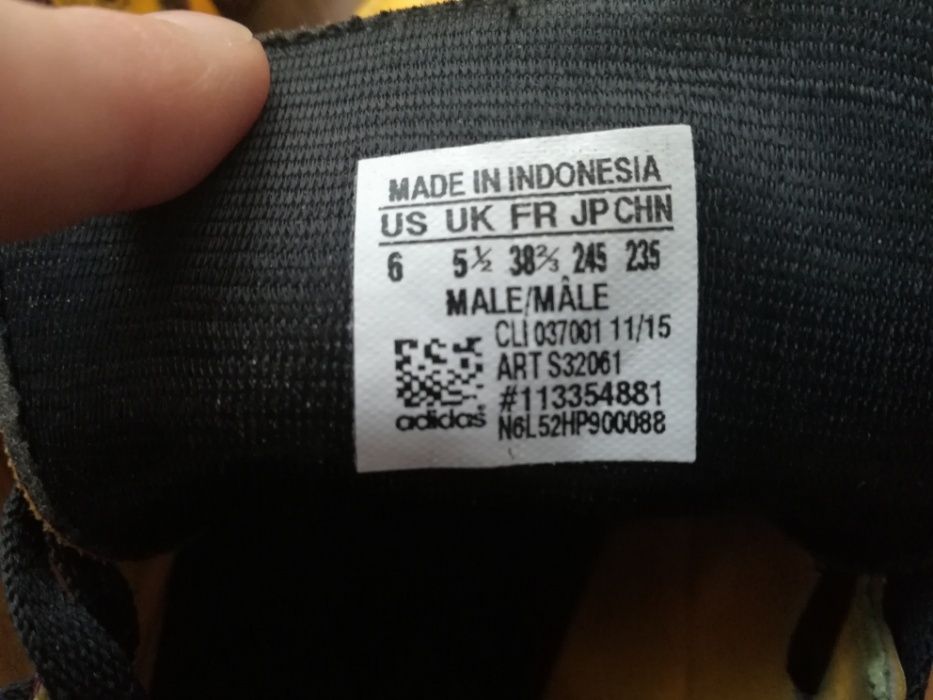 MADE IN INDONESIA
US UK FR JP CHN
6 5½ 38⅔ 245 235
MALE/MÂLE
CLI 037001 11/15
ART S32061
#113354881
adidas N6L52HP900088